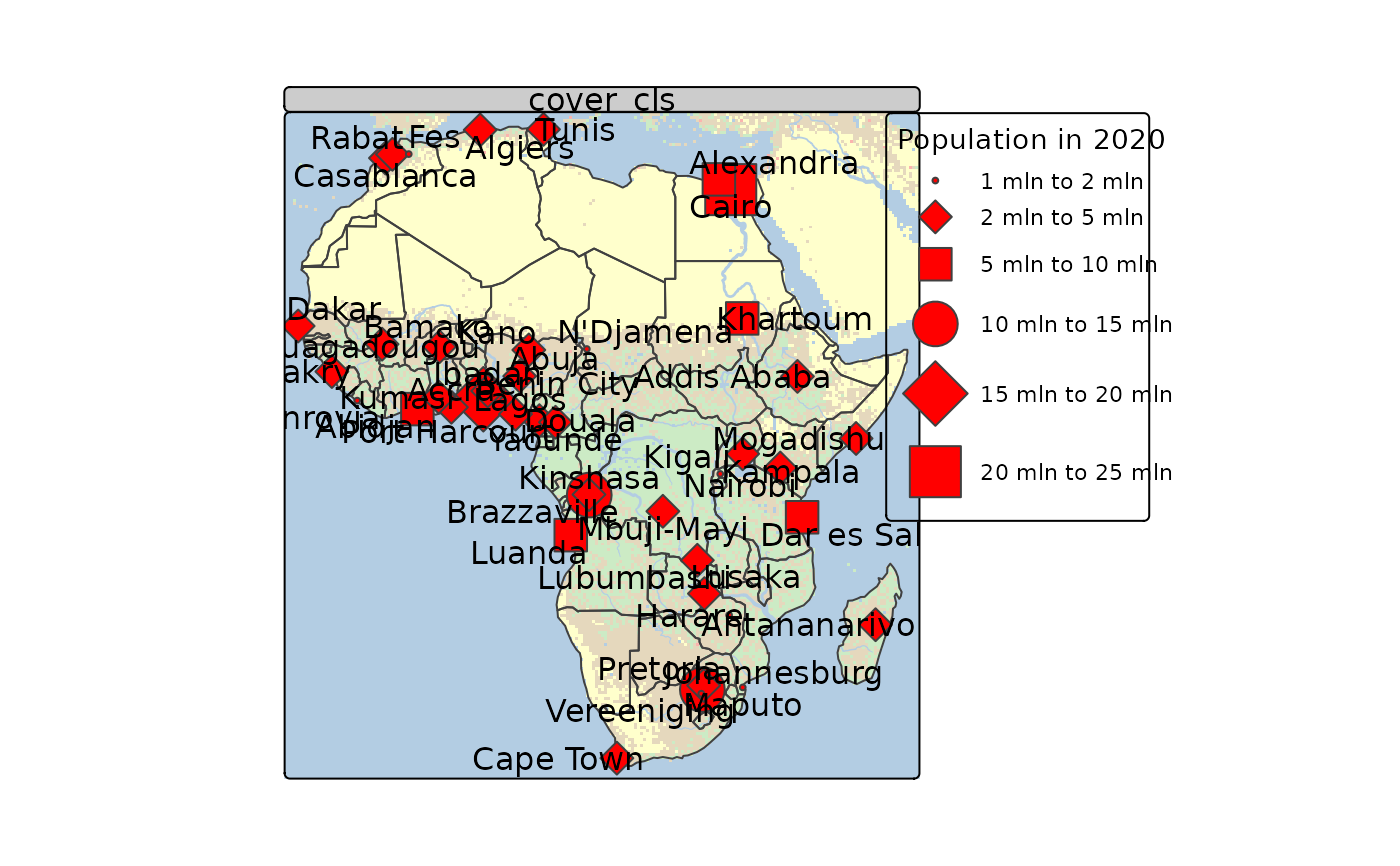 cover_cls
Population in 2020
1 mln to 2 mln
2 mln to 5 mln
5 mln to 10 mln
10 mln to 15 mln
15 mln to 20 mln
20 mln to 25 mln
Rabat
Fes
Algiers
Tunis
Casablanca
Alexandria
Cairo
Dakar
Bamako
Kano
N'Djamena
Khartoum
uagadougou
Abuja
akry
Ibadan
Addis Ababa
Kumasi
Accra
Benin City
Lagos
nrovia
Abidjan
Port Harcourt
Douala
Yaounde
Mogadishu
Kigali
Kampala
Kinshasa
Nairobi
Brazzaville
Mbuji-Mayi
Dar es Sal
Luanda
Lubumbashi
Lusaka
Harare
Antananarivo
Pretoria
Johannesburg
Vereeniging
Maputo
Cape Town